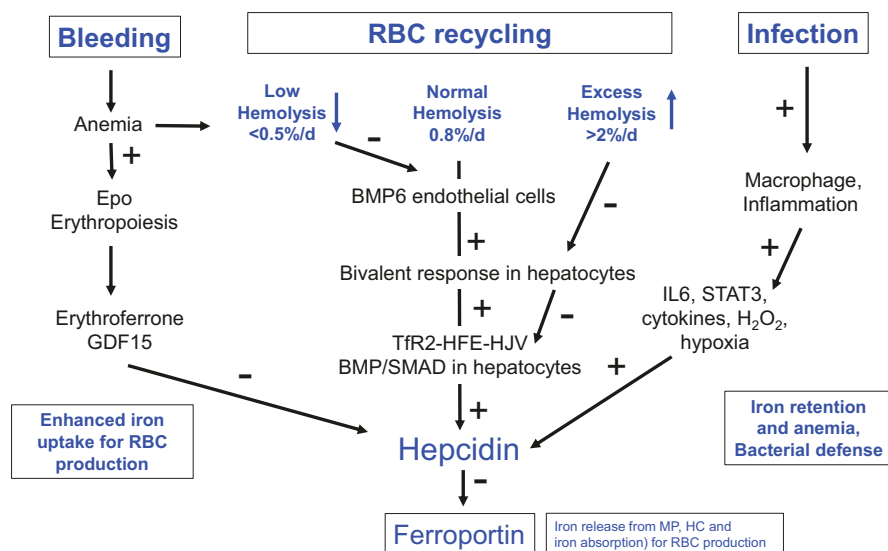 Bleeding
RBC recycling
Infection
Low
Hemolysis
<0.5%/d
Normal
Hemolysis
0.8%/d
Excess
Hemolysis
>2%/d
Anemia
-
+
+
Epo
Erythropoiesis
BMP6 endothelial cells
-
Macrophage,
Inflammation
+
+
Bivalent response in hepatocytes
Erythroferrone
GDF15
+
-
IL6, STAT3,
cytokines, H₂O₂,
hypoxia
TfR2-HFE-HJV
BMP/SMAD in hepatocytes
-
+
+
Enhanced iron
uptake for RBC
production
Iron retention
and anemia,
Bacterial defense
Hepcidin
-
Ferroportin
Iron release from MP, HC and
iron absorption) for RBC production